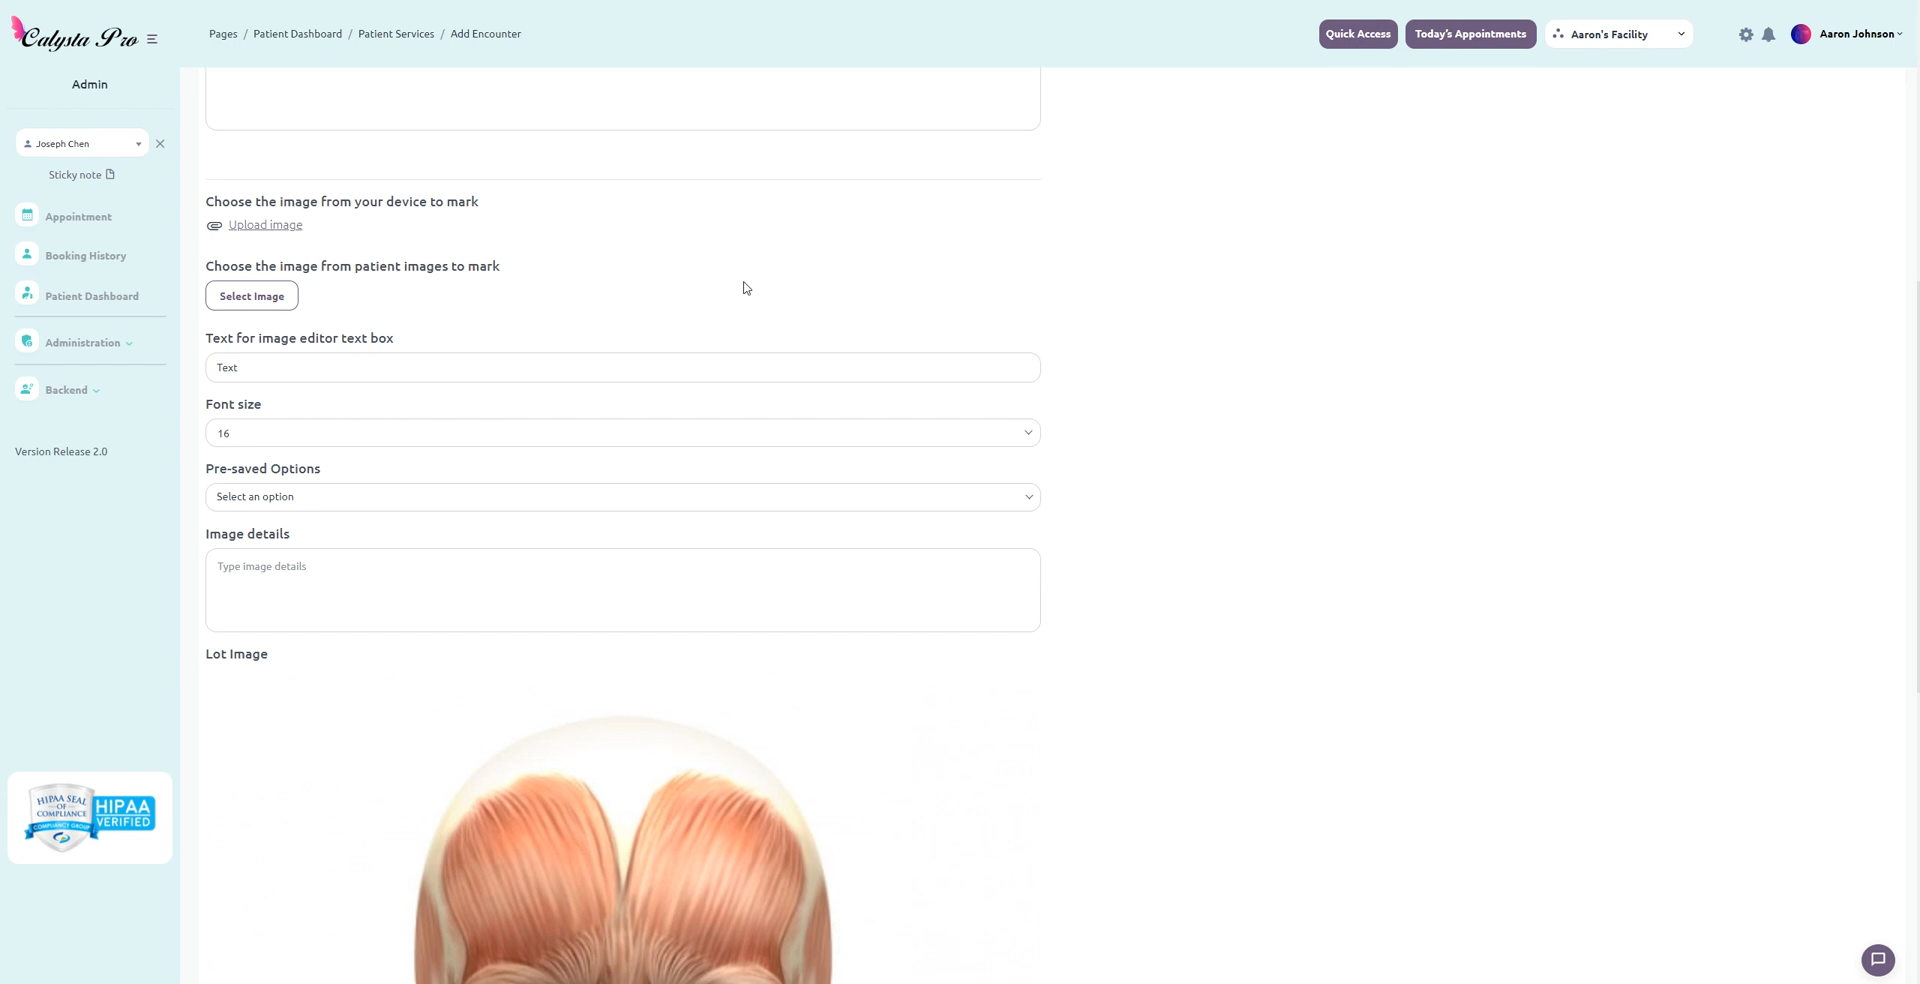 Calysta Pro
Pages / Patient Dashboard / Patient Services / Add Encounter
Quick Access
Today's Appointments
Aaron's Facility
Aaron Johnson
Admin
Joseph Chen
Sticky note
Appointment
Booking History
Patient Dashboard
Administration
Backend
Version Release 2.0
HIPAA SEAL
OF
COMPLIANCE
COMPLIANCY GROUP
HIPAA
VERIFIED
Choose the image from your device to mark
Upload image
Choose the image from patient images to mark
Select Image
Text for image editor text box
Text
Font size
16
Pre-saved Options
Select an option
Image details
Type image details
Lot Image